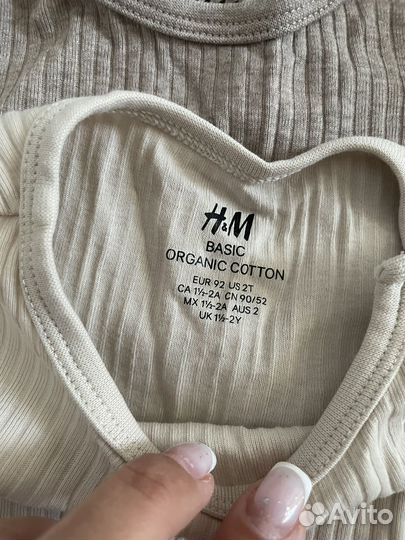 H&M
BASIC
ORGANIC COTTON
EUR 92 US 2T
CA 1½-2A CN 90/52
MX 1½-2A AUS 2
UK 1½-2Y
Avito